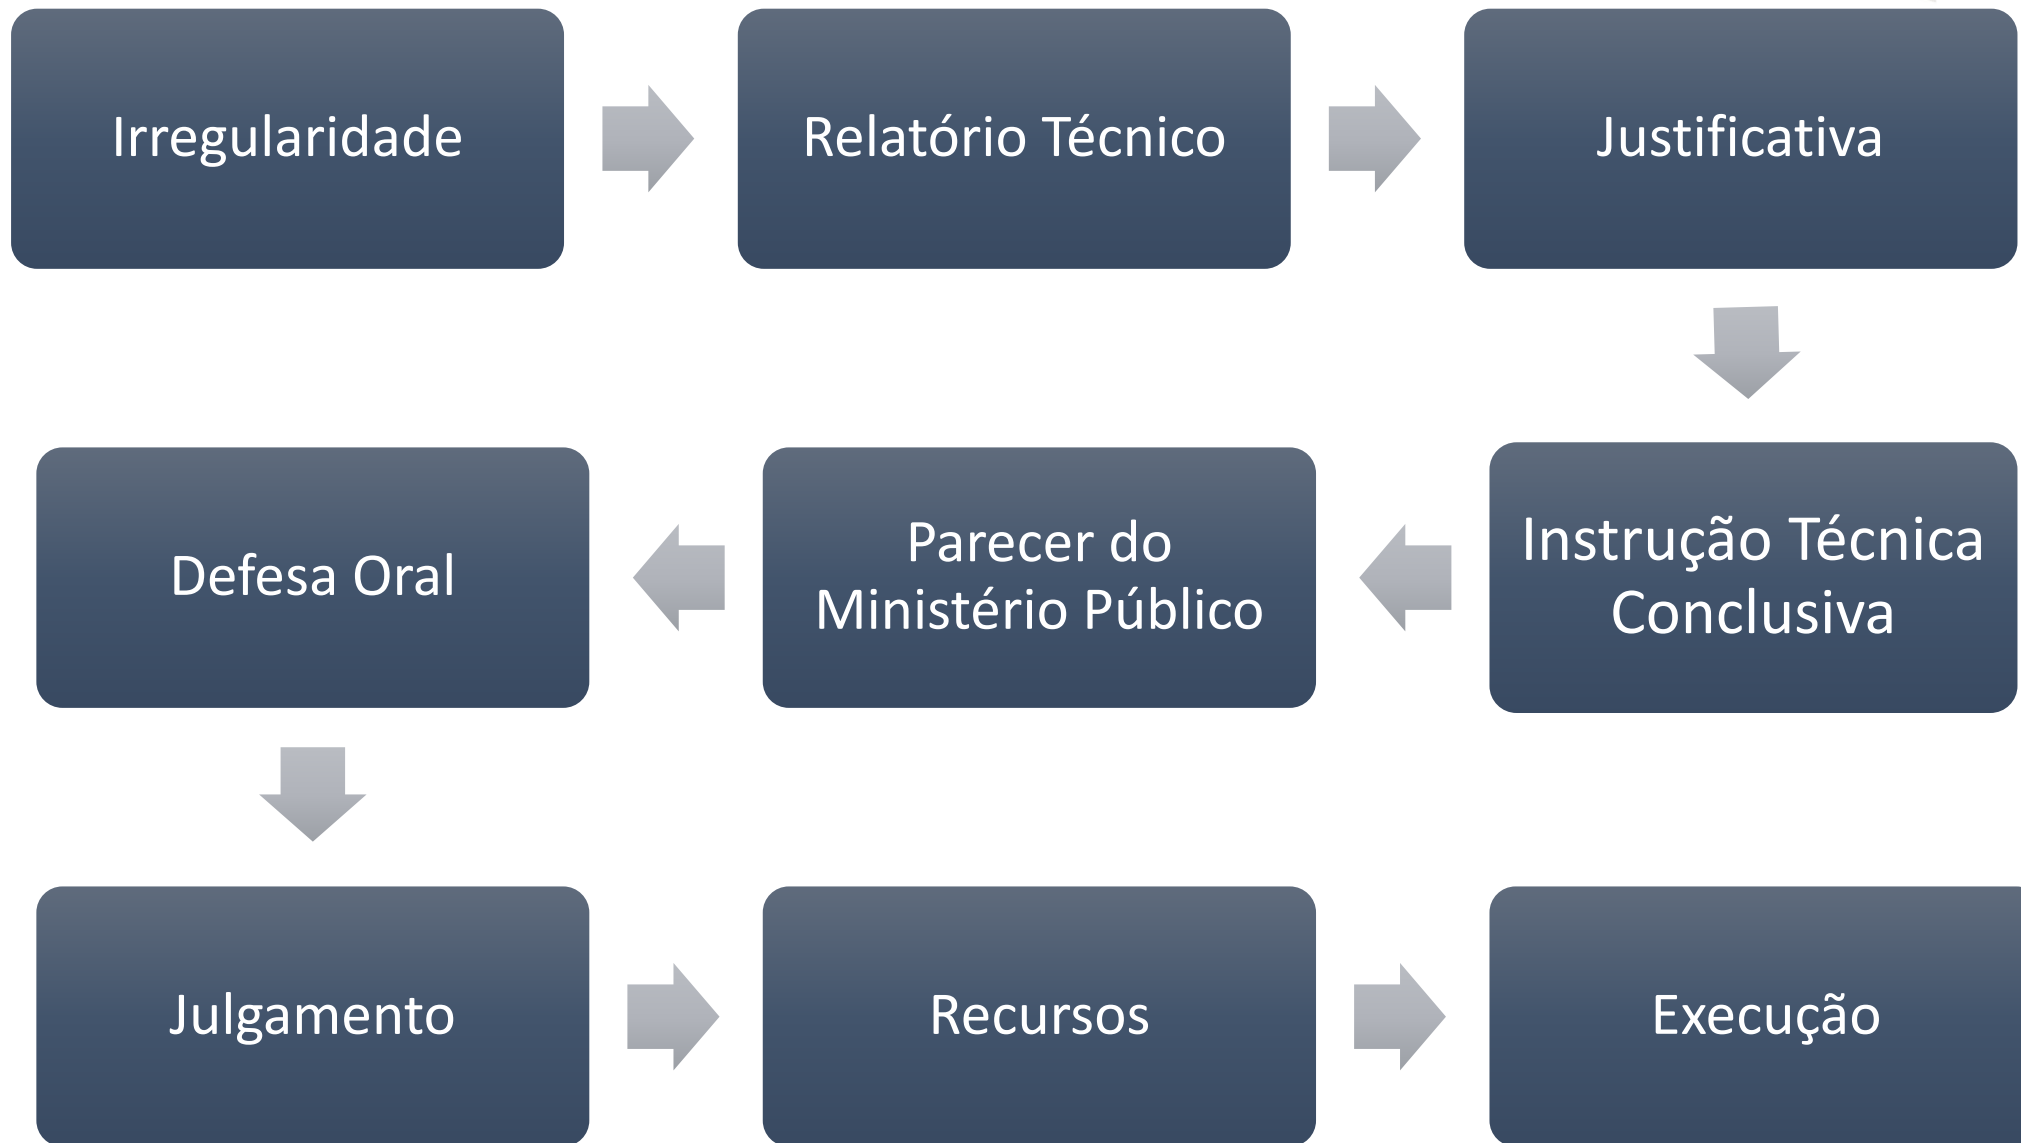 Irregularidade
Relatório Técnico
Justificativa
Instrução Técnica
Conclusiva
Parecer do
Ministério Público
Defesa Oral
Julgamento
Recursos
Execução